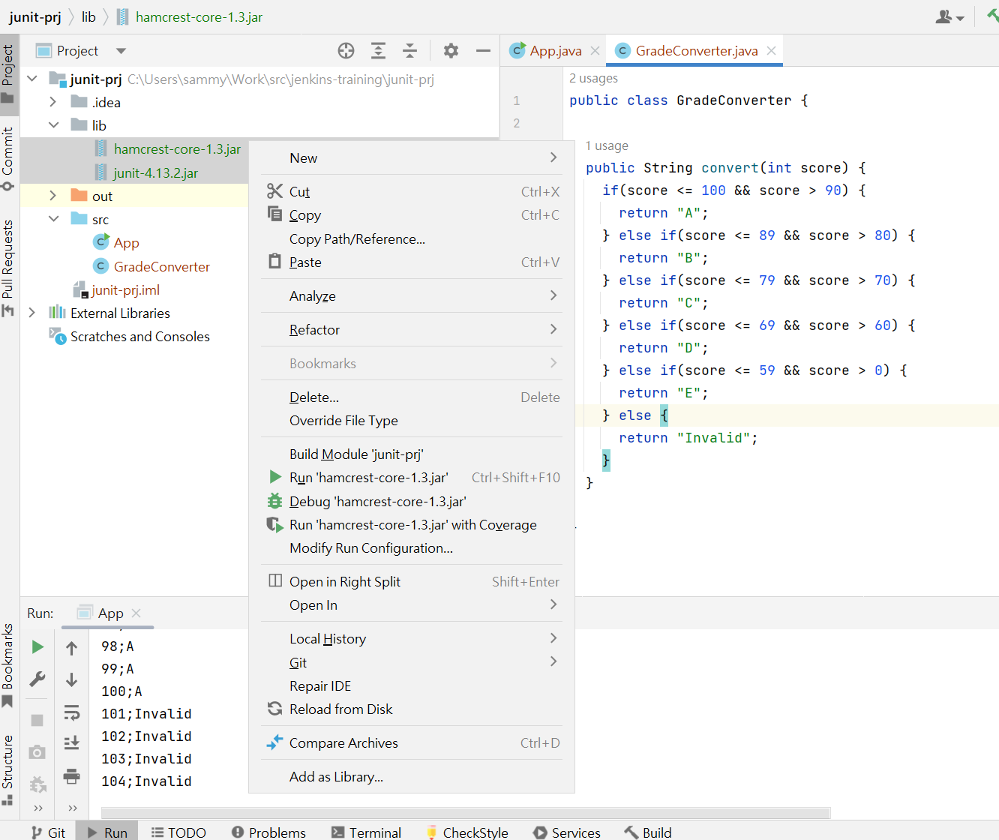 junit-prj lib hamcrest-core-1.3.jar
Project
App.java
GradeConverter.java
Project
Commit
Pull Requests
Bookmarks
Structure
junit-prj C:\Users\sammy\Work\src\jenkins-training\junit-prj
.idea
lib
hamcrest-core-1.3.jar
junit-4.13.2.jar
out
src
App
GradeConverter
junit-prj.iml
External Libraries
Scratches and Consoles
New
Cut Ctrl+X
Copy Ctrl+C
Copy Path/Reference...
Paste Ctrl+V
Analyze
Refactor
Bookmarks
Delete... Delete
Override File Type
Build Module 'junit-prj'
Run 'hamcrest-core-1.3.jar' Ctrl+Shift+F10
Debug 'hamcrest-core-1.3.jar'
Run 'hamcrest-core-1.3.jar' with Coverage
Modify Run Configuration...
Open in Right Split Shift+Enter
Open In
Local History
Git
Repair IDE
Reload from Disk
Compare Archives Ctrl+D
Add as Library...
2 usages
1 public class GradeConverter {
2
1 usage
public String convert(int score) {
if(score <= 100 && score > 90) {
return "A";
} else if(score <= 89 && score > 80) {
return "B";
} else if(score <= 79 && score > 70) {
return "C";
} else if(score <= 69 && score > 60) {
return "D";
} else if(score <= 59 && score > 0) {
return "E";
} else {
return "Invalid";
}
}
Run: App
98;A
99;A
100;A
101;Invalid
102;Invalid
103;Invalid
104;Invalid
Git Run TODO Problems Terminal CheckStyle Services Build